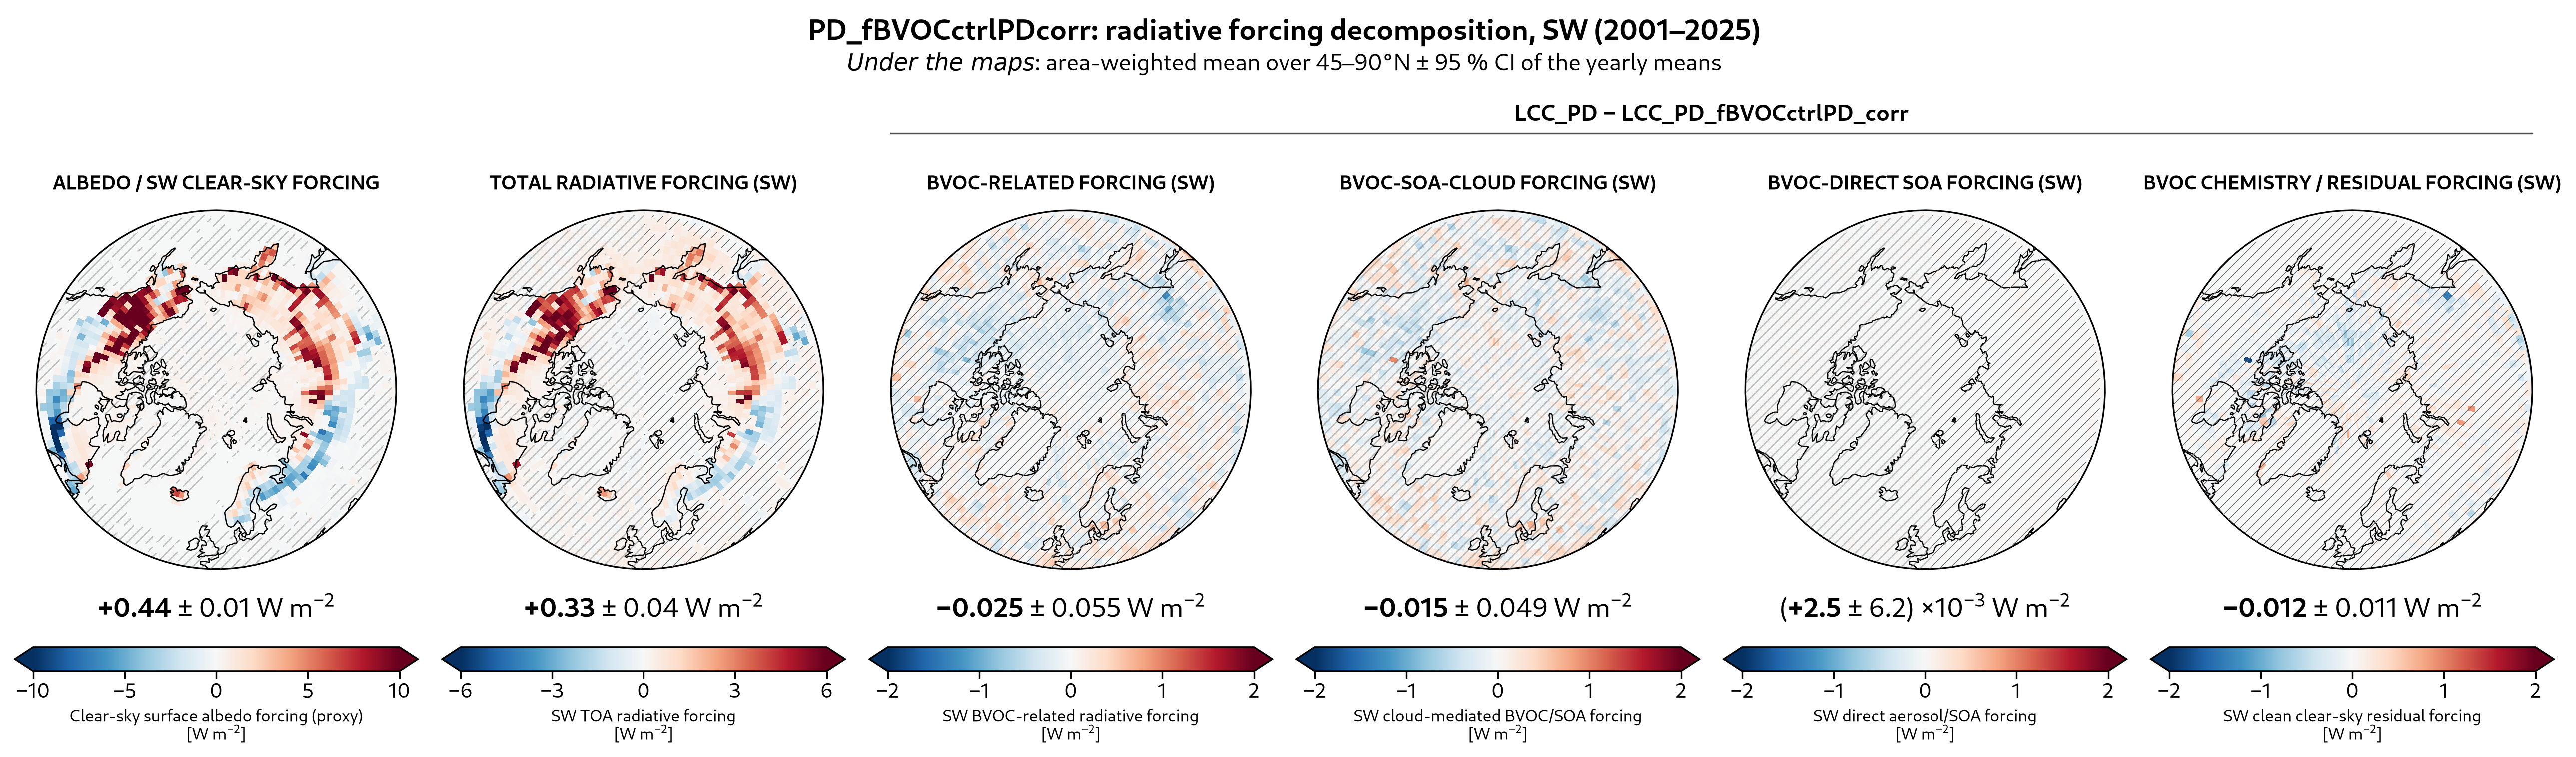 PD_fBVOCctrlPDcorr: radiative forcing decomposition, SW (2001–2025)
Under the maps: area-weighted mean over 45–90°N ± 95 % CI of the yearly means
LCC_PD − LCC_PD_fBVOCctrlPD_corr
ALBEDO / SW CLEAR-SKY FORCING
TOTAL RADIATIVE FORCING (SW)
BVOC-RELATED FORCING (SW)
BVOC-SOA-CLOUD FORCING (SW)
BVOC-DIRECT SOA FORCING (SW)
BVOC CHEMISTRY / RESIDUAL FORCING (SW)
+0.44 ± 0.01 W m⁻²
+0.33 ± 0.04 W m⁻²
−0.025 ± 0.055 W m⁻²
−0.015 ± 0.049 W m⁻²
(+2.5 ± 6.2) ×10⁻³ W m⁻²
−0.012 ± 0.011 W m⁻²
−10 −5 0 5 10
−6 −3 0 3 6
−2 −1 0 1 2
−2 −1 0 1 2
−2 −1 0 1 2
−2 −1 0 1 2
Clear-sky surface albedo forcing (proxy)
[W m⁻²]
SW TOA radiative forcing
[W m⁻²]
SW BVOC-related radiative forcing
[W m⁻²]
SW cloud-mediated BVOC/SOA forcing
[W m⁻²]
SW direct aerosol/SOA forcing
[W m⁻²]
SW clean clear-sky residual forcing
[W m⁻²]